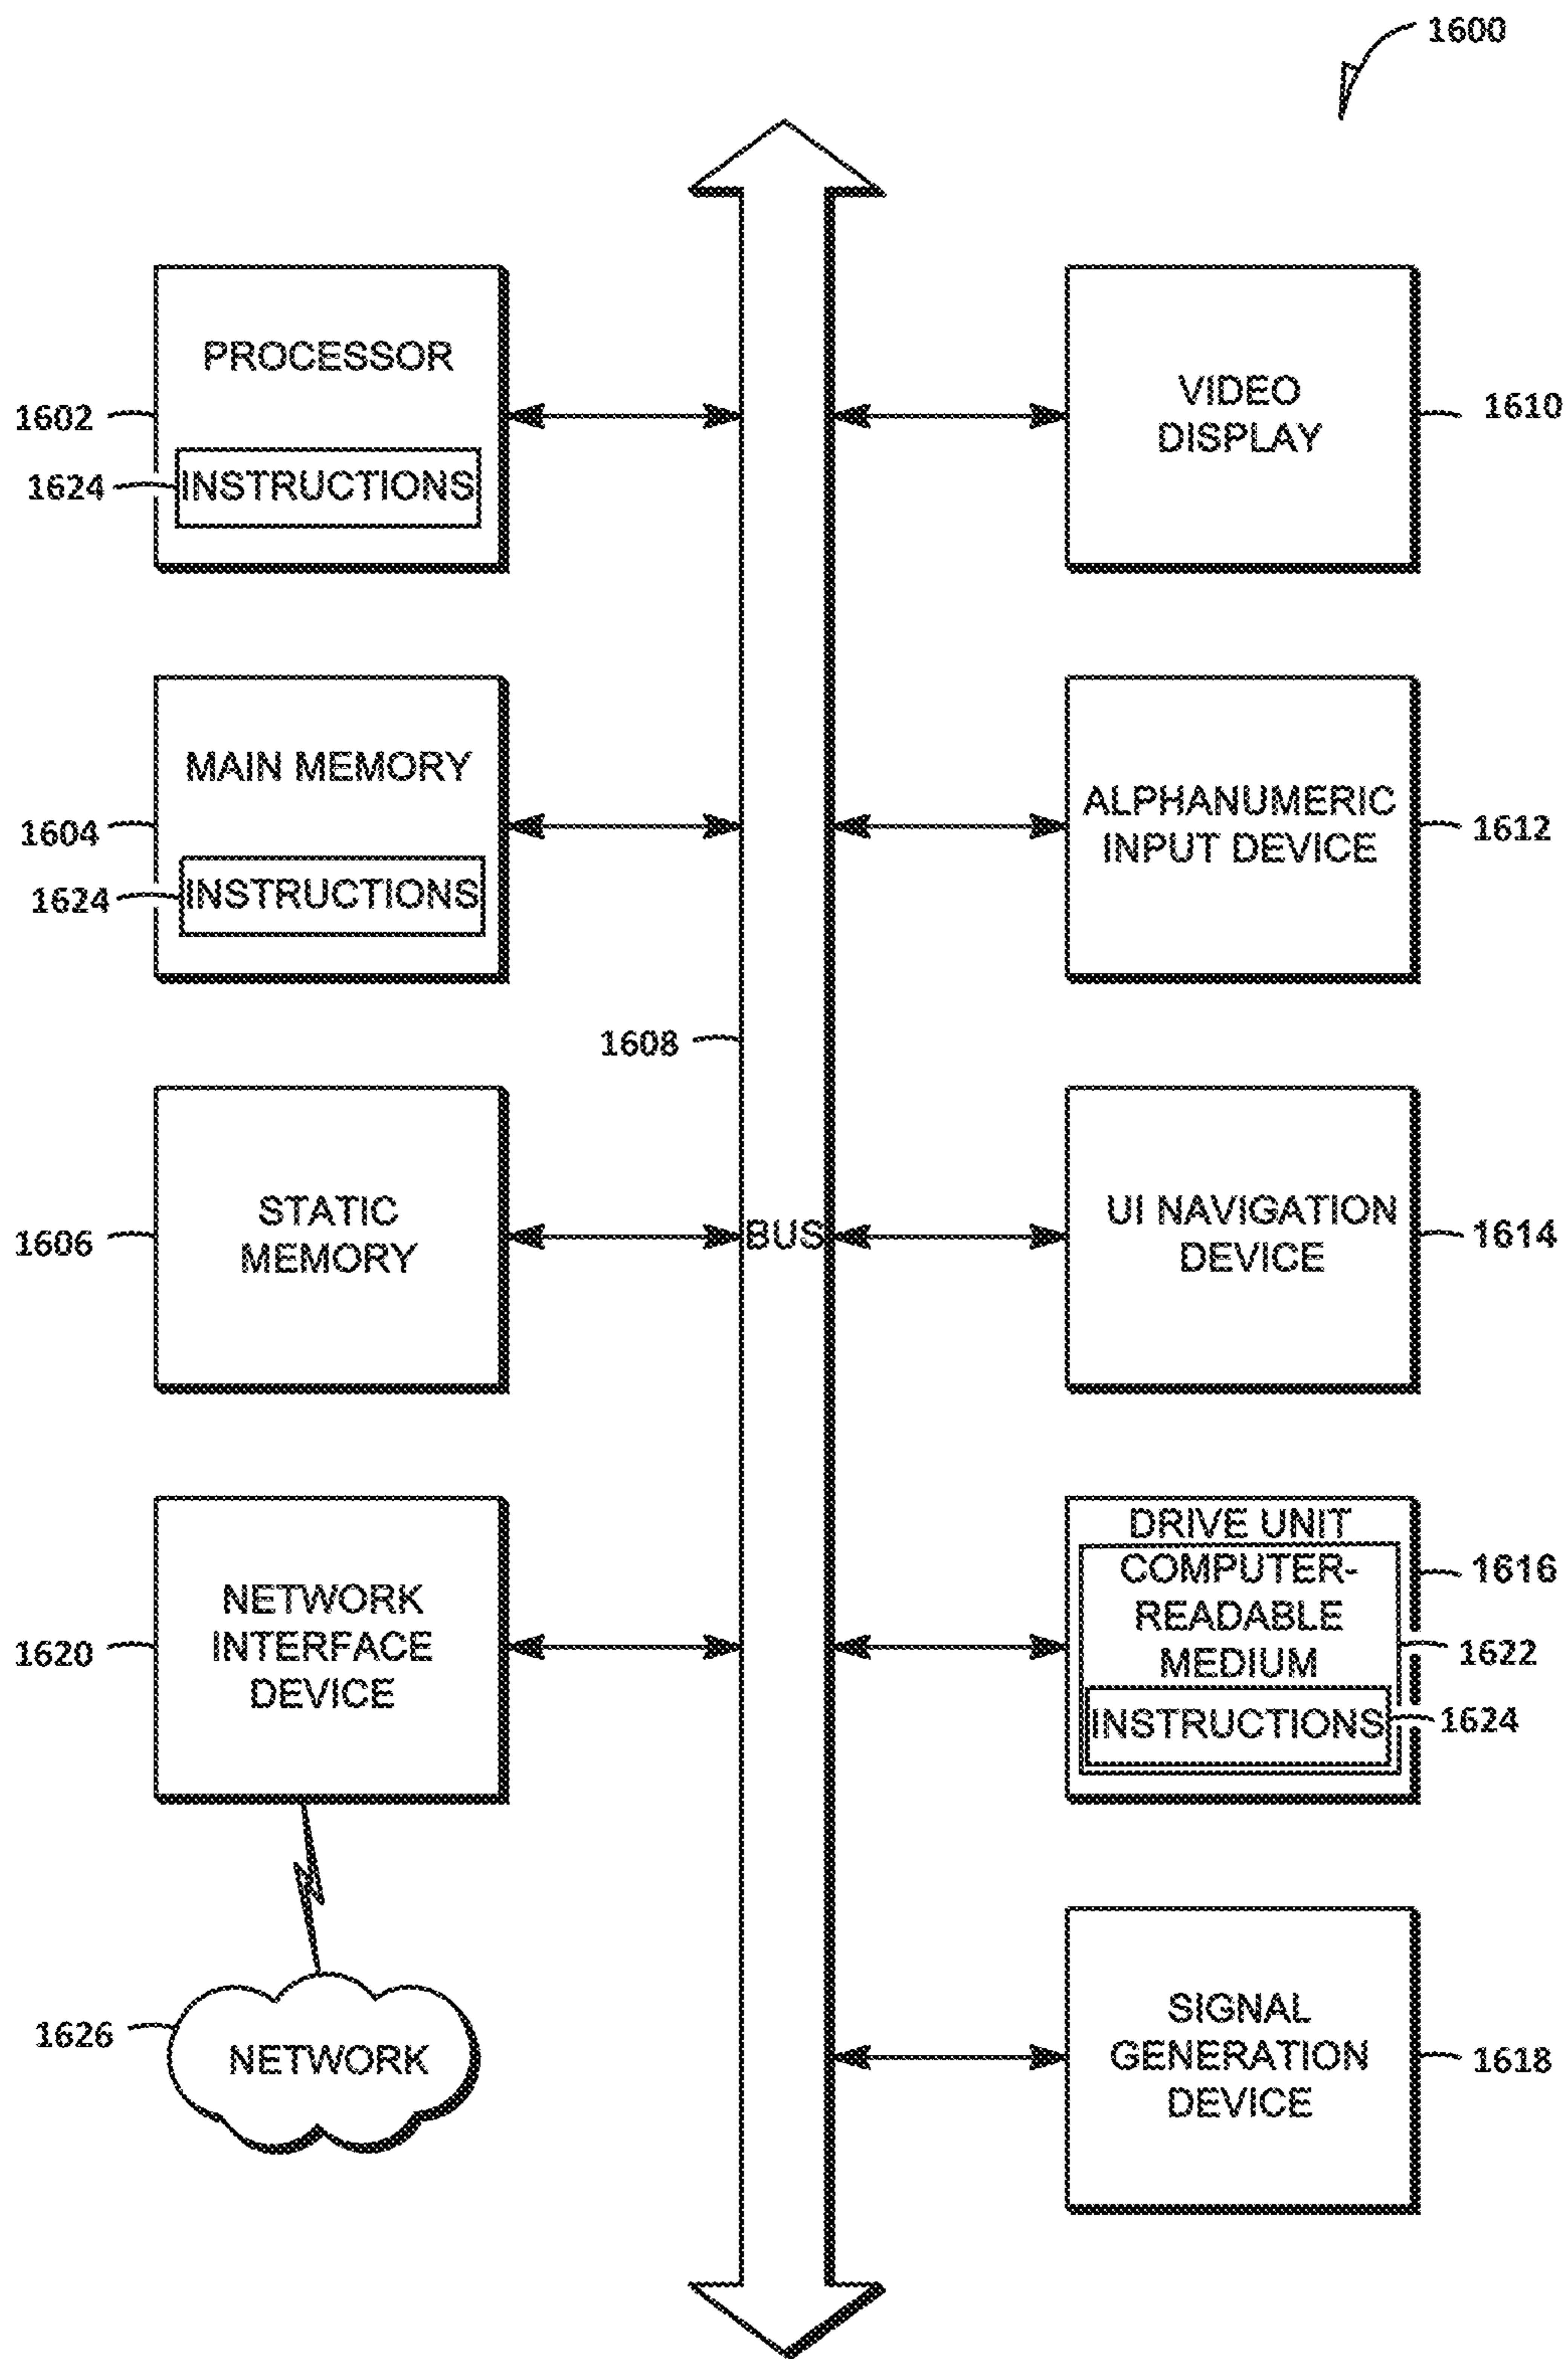 1600
PROCESSOR
1602
1624
INSTRUCTIONS
VIDEO
DISPLAY
1610
MAIN MEMORY
1604
1624
INSTRUCTIONS
ALPHANUMERIC
INPUT DEVICE
1612
1608
STATIC
MEMORY
1606
BUS
UI NAVIGATION
DEVICE
1614
NETWORK
INTERFACE
DEVICE
1620
DRIVE UNIT
COMPUTER-
READABLE
MEDIUM
INSTRUCTIONS
1616
1622
1624
1626
NETWORK
SIGNAL
GENERATION
DEVICE
1618